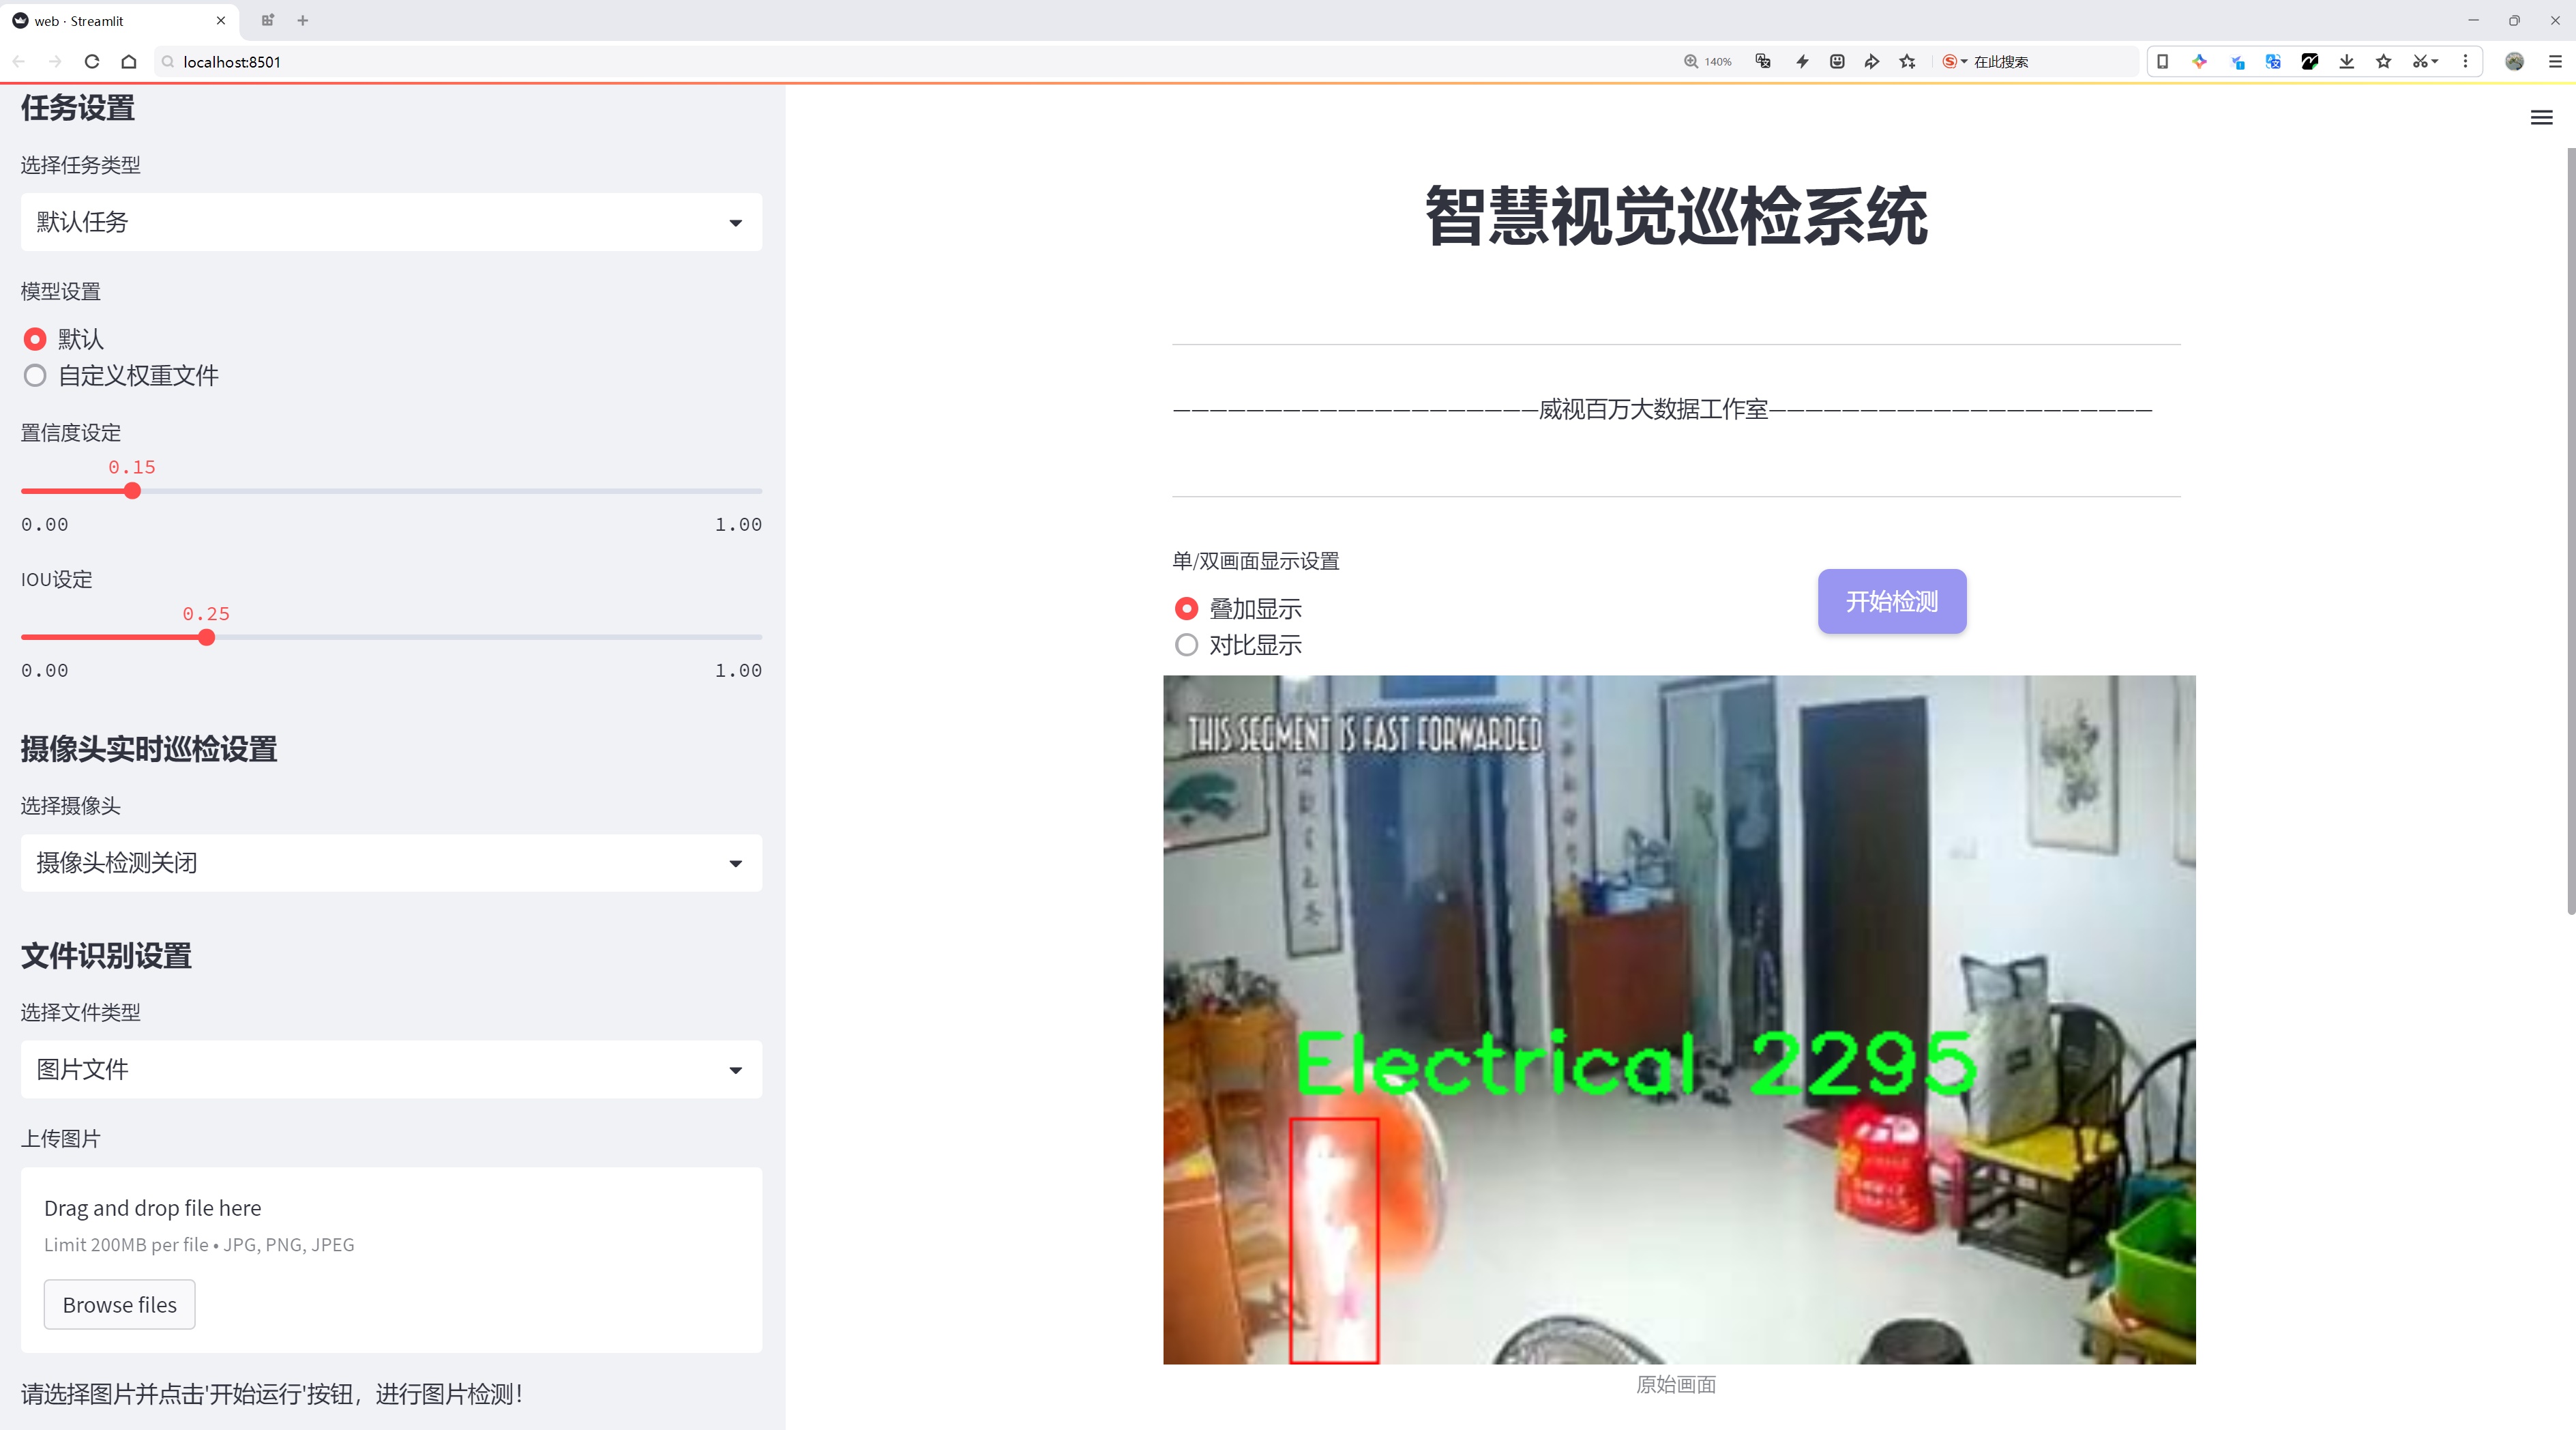 web · Streamlit
localhost:8501
140%
在此搜索
任务设置
选择任务类型
默认任务
模型设置
默认
自定义权重文件
置信度设定
0.15
0.00 1.00
IOU设定
0.25
0.00 1.00
摄像头实时巡检设置
选择摄像头
摄像头检测关闭
文件识别设置
选择文件类型
图片文件
上传图片
Drag and drop file here
Limit 200MB per file • JPG, PNG, JPEG
Browse files
请选择图片并点击'开始运行'按钮，进行图片检测！
智慧视觉巡检系统
————————————————————威视百万大数据工作室—————————————————————
单/双画面显示设置
叠加显示
对比显示
开始检测
THIS SEGMENT IS FAST FORWARDED
Electrical 2295
原始画面